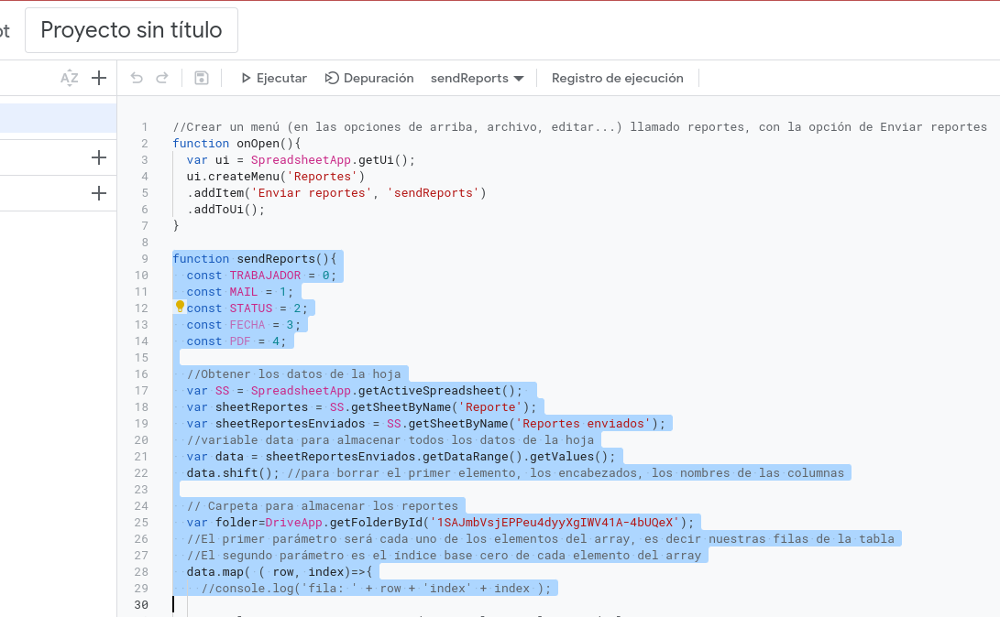 ot
Proyecto sin título
AZ
Ejecutar Depuración sendReports Registro de ejecución
1 //Crear un menú (en las opciones de arriba, archivo, editar...) llamado reportes, con la opción de Enviar reportes
2 function onOpen(){
3 var ui = SpreadsheetApp.getUi();
4 ui.createMenu('Reportes')
5 .addItem('Enviar reportes', 'sendReports')
6 .addToUi();
7 }
8
9 function sendReports(){
10 const TRABAJADOR = 0;
11 const MAIL = 1;
12 const STATUS = 2;
13 const FECHA = 3;
14 const PDF = 4;
15
16 //Obtener los datos de la hoja
17 var SS = SpreadsheetApp.getActiveSpreadsheet();
18 var sheetReportes = SS.getSheetByName('Reporte');
19 var sheetReportesEnviados = SS.getSheetByName('Reportes enviados');
20 //variable data para almacenar todos los datos de la hoja
21 var data = sheetReportesEnviados.getDataRange().getValues();
22 data.shift(); //para borrar el primer elemento, los encabezados, los nombres de las columnas
23
24 // Carpeta para almacenar los reportes
25 var folder=DriveApp.getFolderById('1SAJmbVsjEPPeu4dyyXgIWV41A-4bUQeX');
26 //El primer parámetro será cada uno de los elementos del array, es decir nuestras filas de la tabla
27 //El segundo parámetro es el índice base cero de cada elemento del array
28 data.map( ( row, index)=>{
29 //console.log('fila: ' + row + 'index' + index );
30